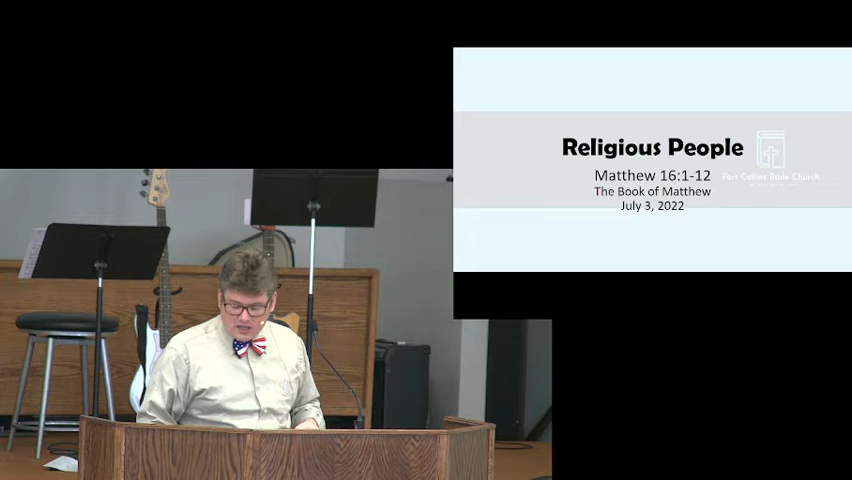 Religious People
Matthew 16:1-12
Fort Collins Bible Church
The Book of Matthew
July 3, 2022